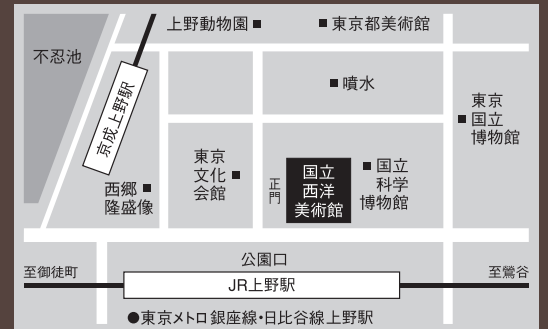 上野動物園
東京都美術館
不忍池
噴水
京成上野駅
東京
国立
博物館
東京
文化
会館
正門
国立
西洋
美術館
国立
科学
博物館
西郷
隆盛像
公園口
至御徒町
JR上野駅
至鶯谷
●東京メトロ 銀座線・日比谷線 上野駅